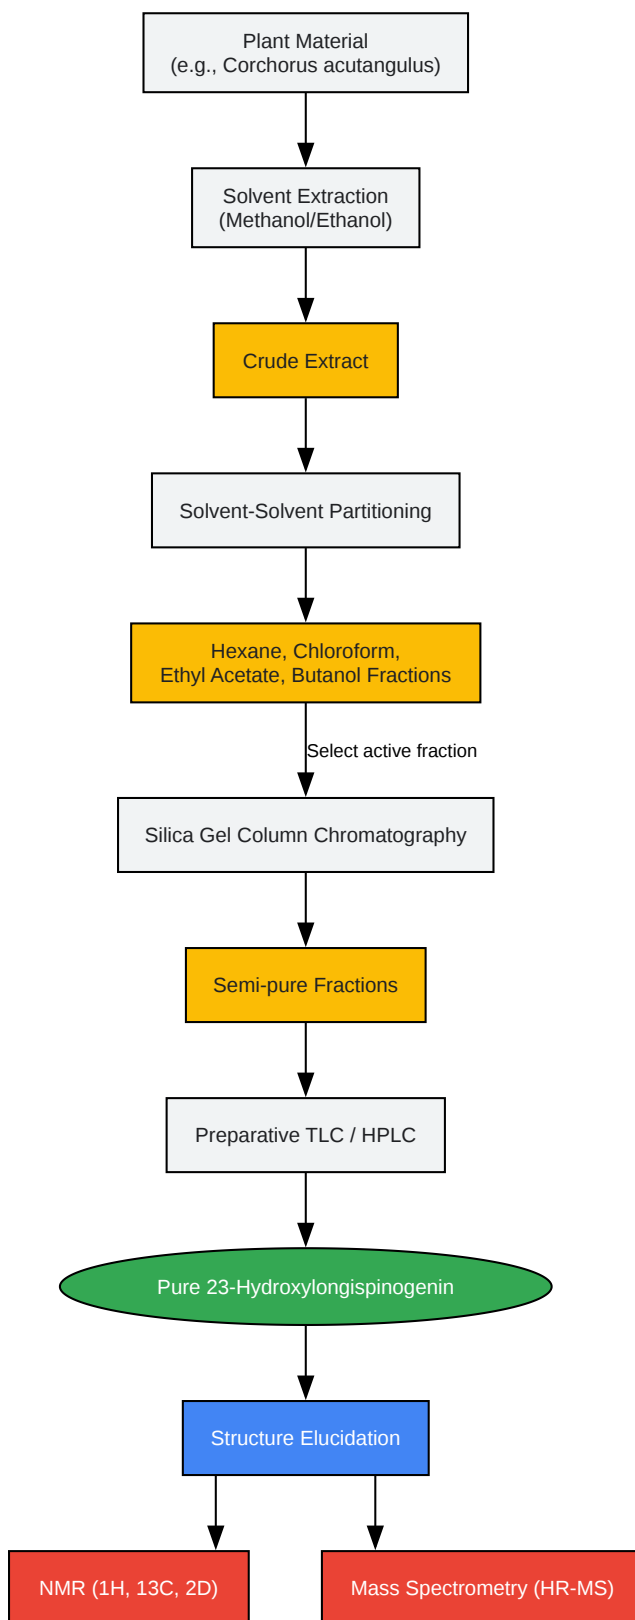 Plant Material
(e.g., Corchorus acutangulus)
Solvent Extraction
(Methanol/Ethanol)
Crude Extract
Solvent-Solvent Partitioning
Hexane, Chloroform,
Ethyl Acetate, Butanol Fractions
Select active fraction
Silica Gel Column Chromatography
Semi-pure Fractions
Preparative TLC / HPLC
Pure 23-Hydroxylongispinogenin
Structure Elucidation
NMR (1H, 13C, 2D)
Mass Spectrometry (HR-MS)